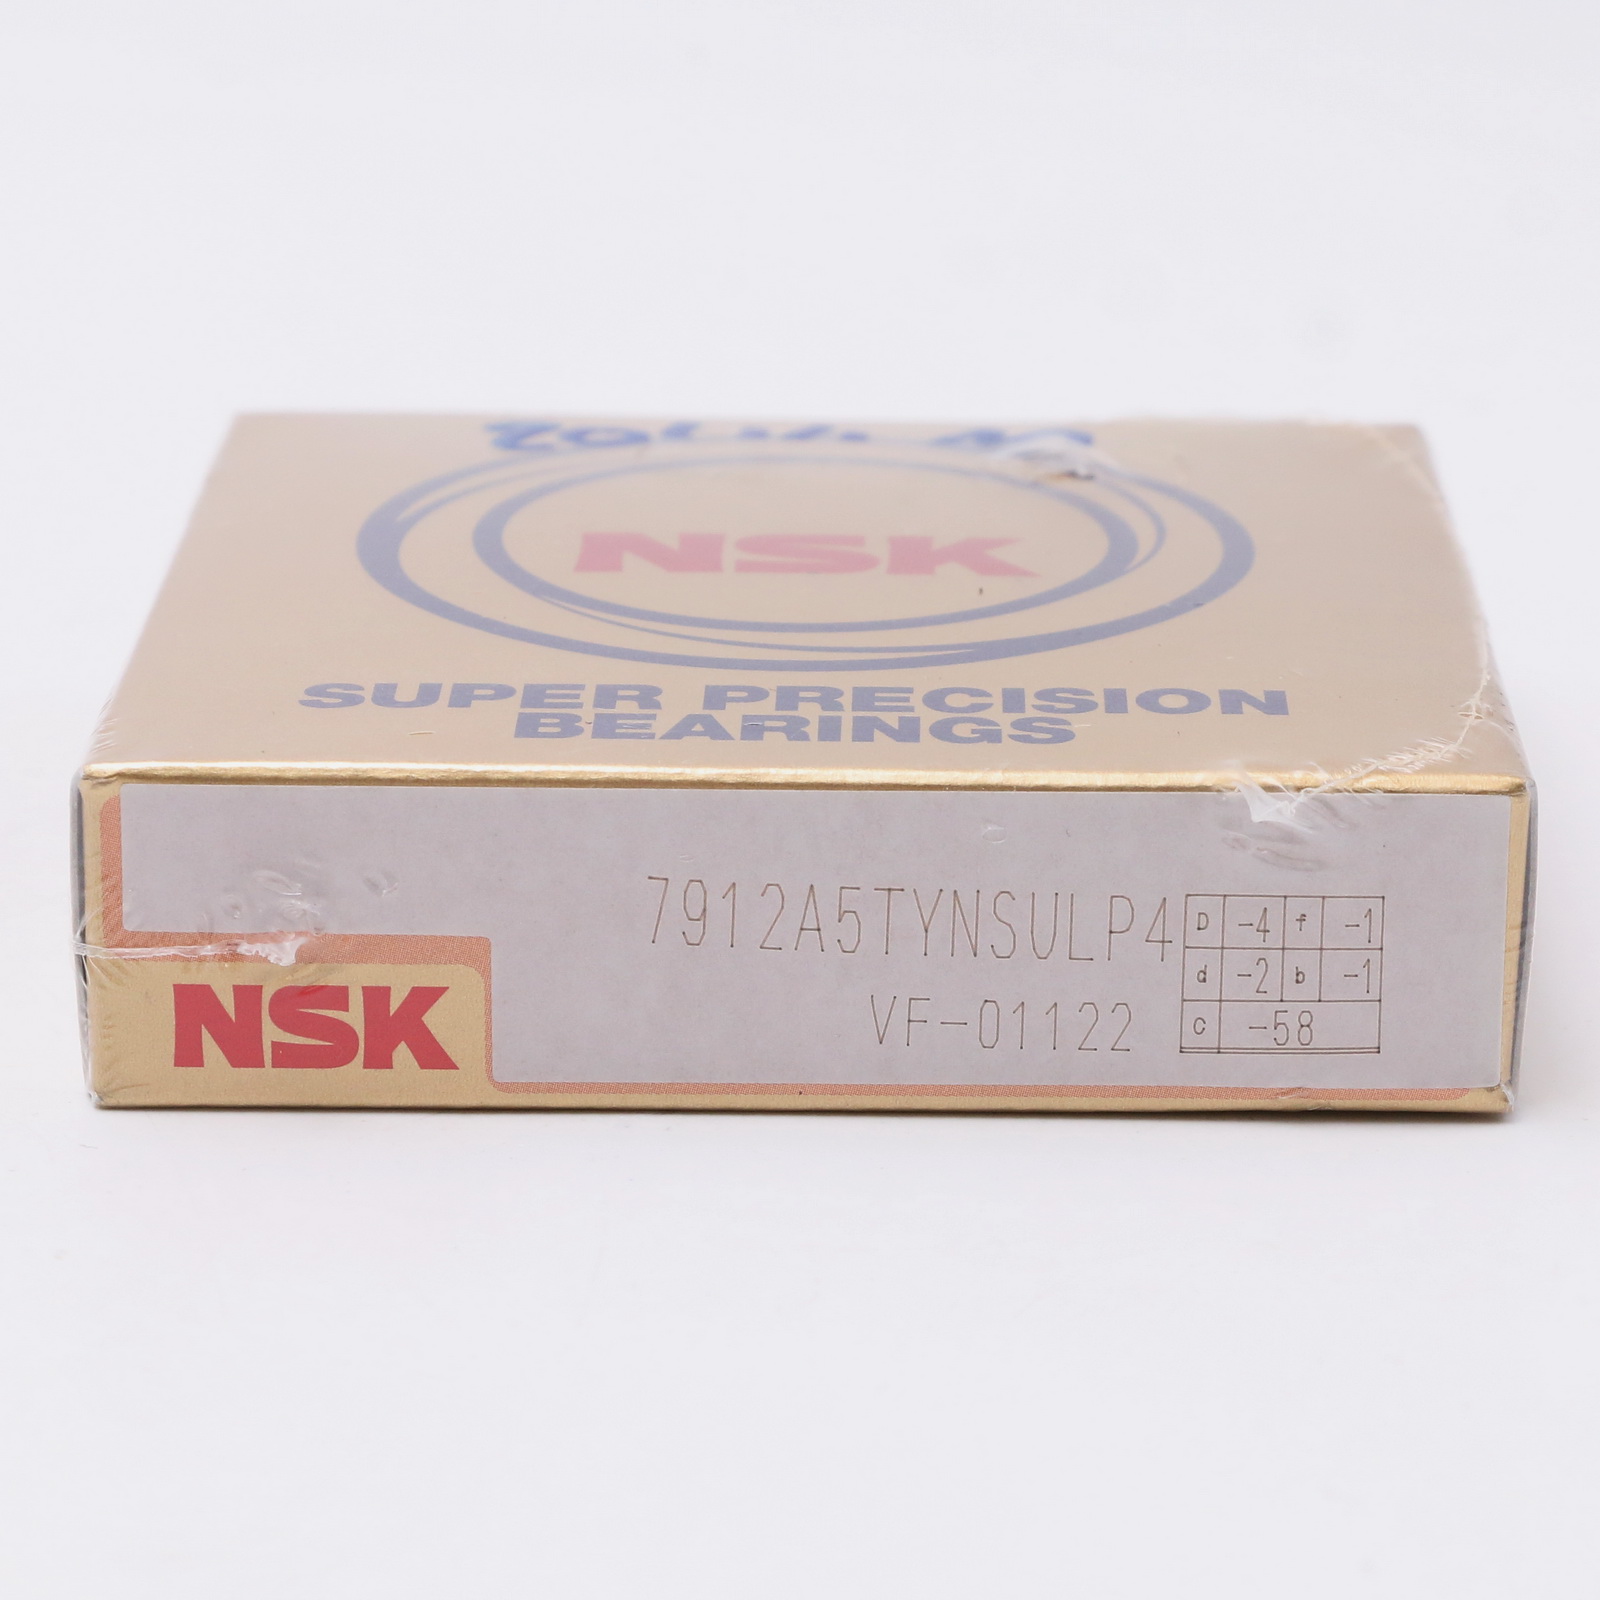 NSK
SUPER PRECISION
BEARINGS
7912A5TYNSULP4
VF-01122
D -4 f -1
d -2 b -1
c -58
NSK